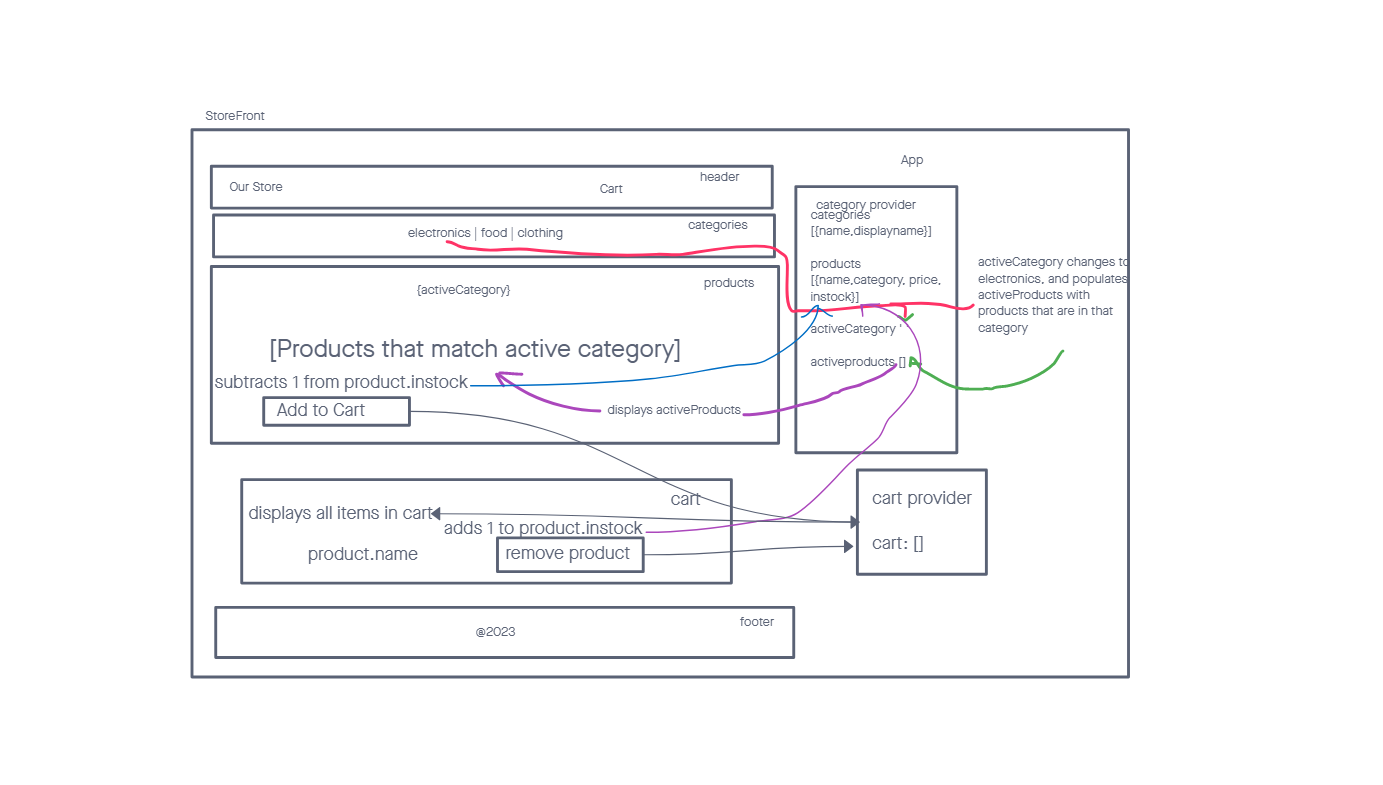 StoreFront
App
header
Our Store
Cart
categories
electronics | food | clothing
products
{activeCategory}
[Products that match active category]
subtracts 1 from product.instock
Add to Cart
displays activeProducts
category provider
categories
[{name,displayname}]
products
[{name,category, price,
instock}]
activeCategory '
activeproducts []
activeCategory changes to
electronics, and populates
activeProducts with
products that are in that
category
cart
displays all items in cart
adds 1 to product.instock
product.name
remove product
cart provider
cart: []
footer
@2023